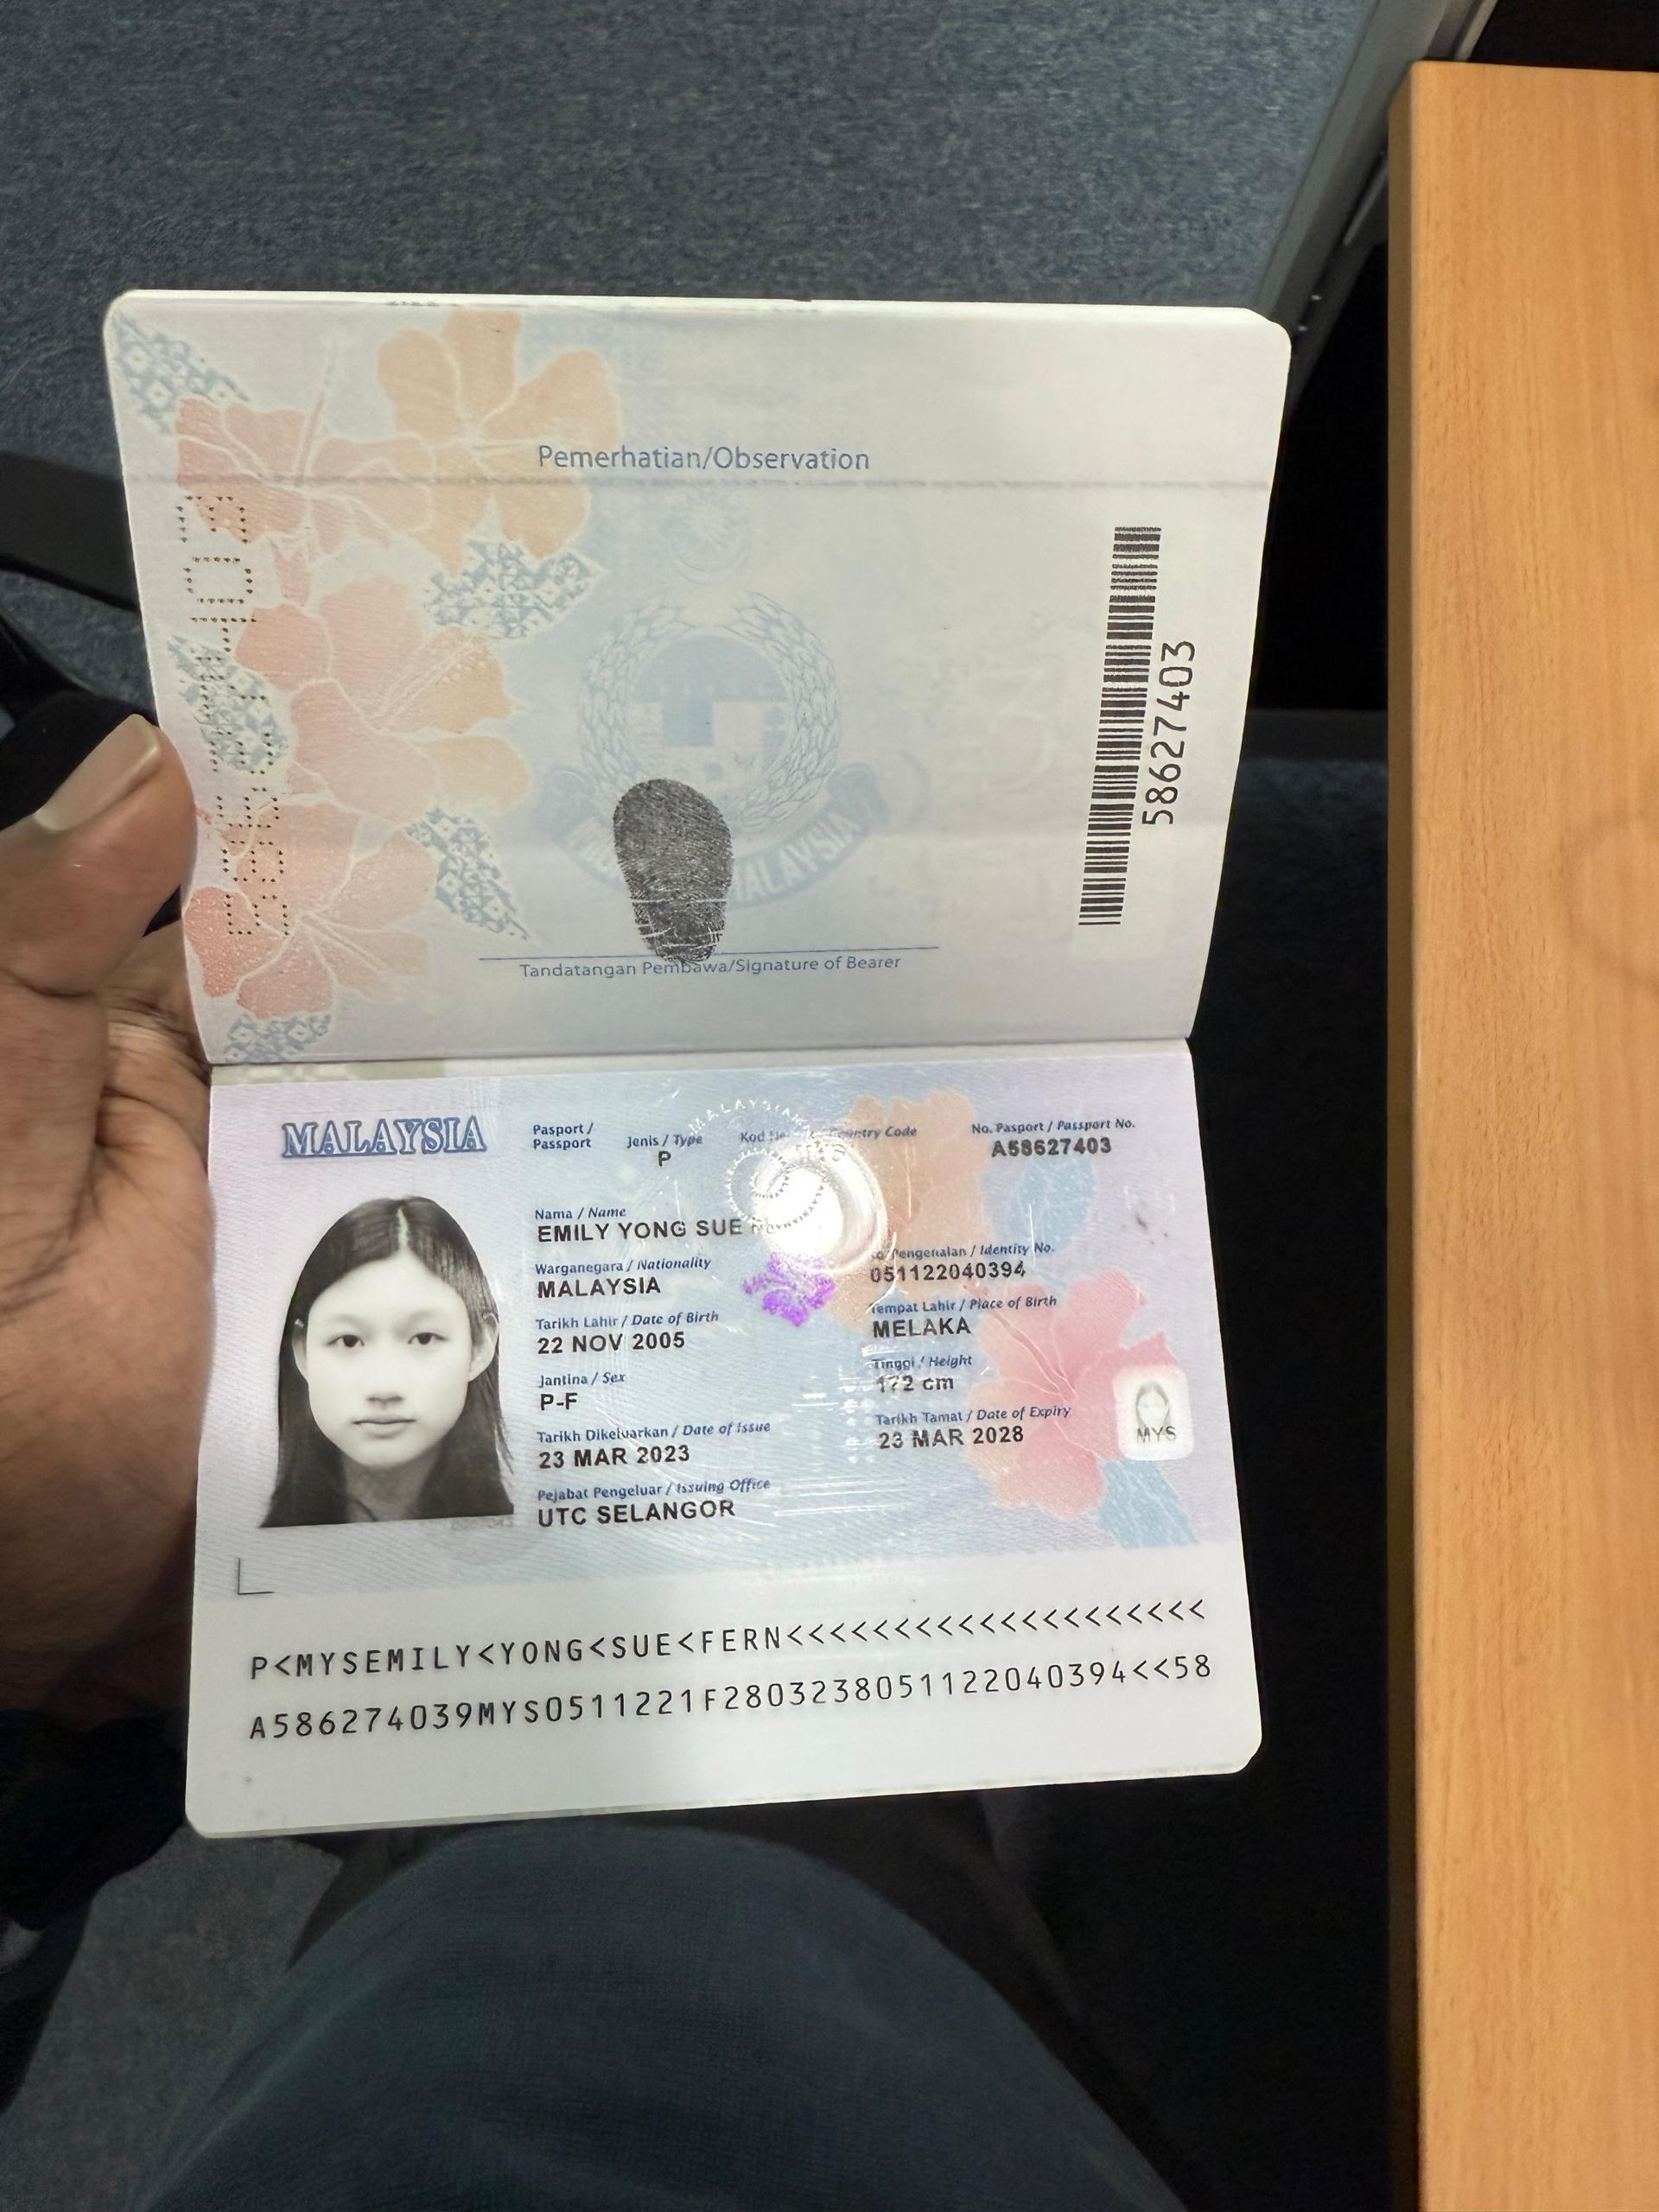 Pemerhatian/Observation
58627403
Tandatangan Pembawa/Signature of Bearer
MALAYSIA
MALAYSIA
Pasport / Passport
Jenis / Type
P
Kod Country Code
No. Pasport / Passport No.
A58627403
Nama / Name
EMILY YONG SUE
Warganegara / Nationality
MALAYSIA
Pengenalan / Identity No.
051122040394
Tarikh Lahir / Date of Birth
22 NOV 2005
Tempat Lahir / Place of Birth
MELAKA
Jantina / Sex
P-F
Tinggi / Height
172 cm
Tarikh Dikeluarkan / Date of Issue
23 MAR 2023
Tarikh Tamat / Date of Expiry
23 MAR 2028
MYS
Pejabat Pengeluar / Issuing Office
UTC SELANGOR
P<MYSEMILY<YONG<SUE<FERN<<<<<<<<<<<<<<<<<<<<
A586274039MYS0511221F2803238051122040394<<58